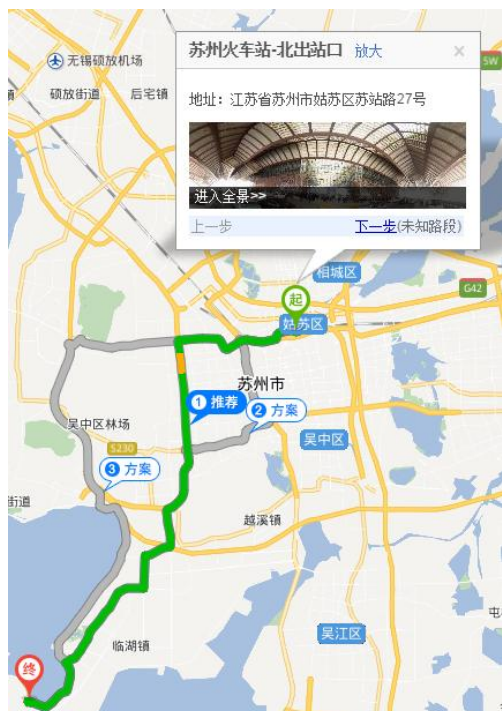 无锡硕放机场
硕放街道
后宅镇
苏州火车站-北出站口 放大 ×
地址：江苏省苏州市姑苏区苏站路27号
进入全景>>
上一步
下一步(未知路段)
5W
相城区
G42
起
姑苏区
苏州市
1 推荐
2 方案
吴中区林场
吴中区
S230
3 方案
街道
越溪镇
屯
吴江区
临湖镇
终